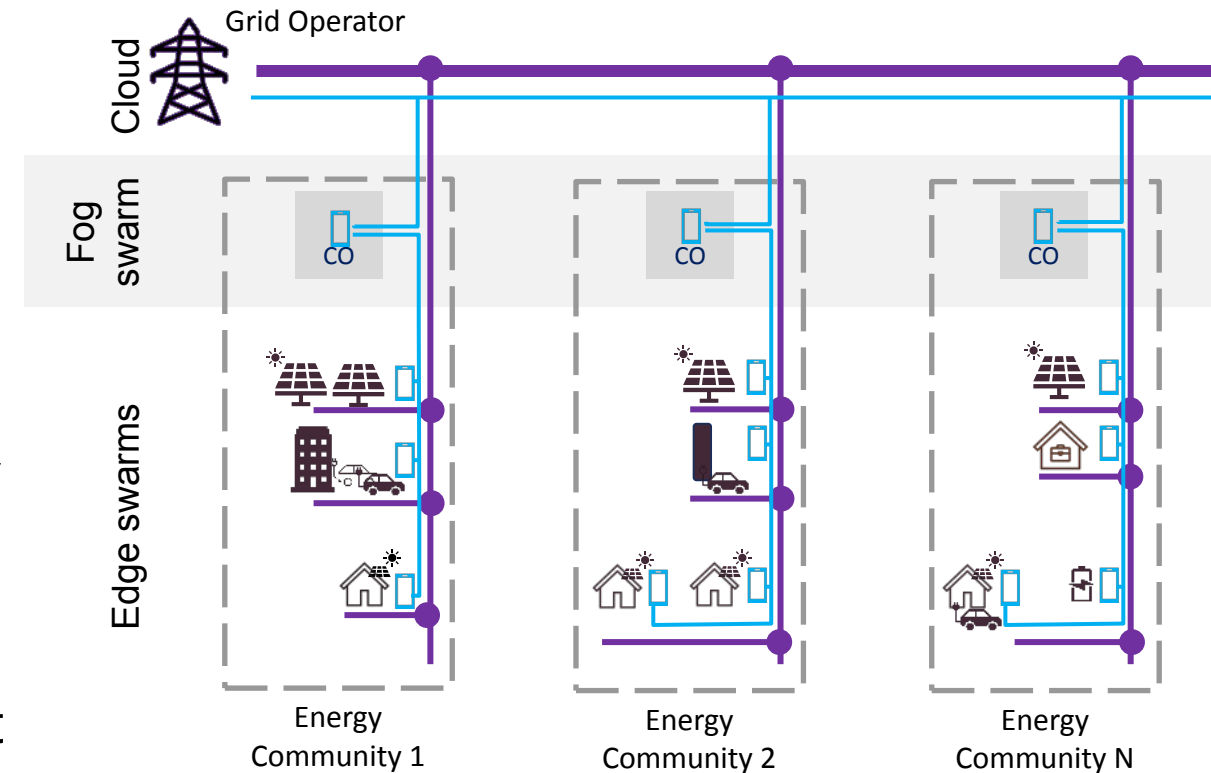 Grid Operator
Cloud
Fog
swarm
CO
CO
CO
Edge swarms
Energy
Community 1
Energy
Community 2
Energy
Community N